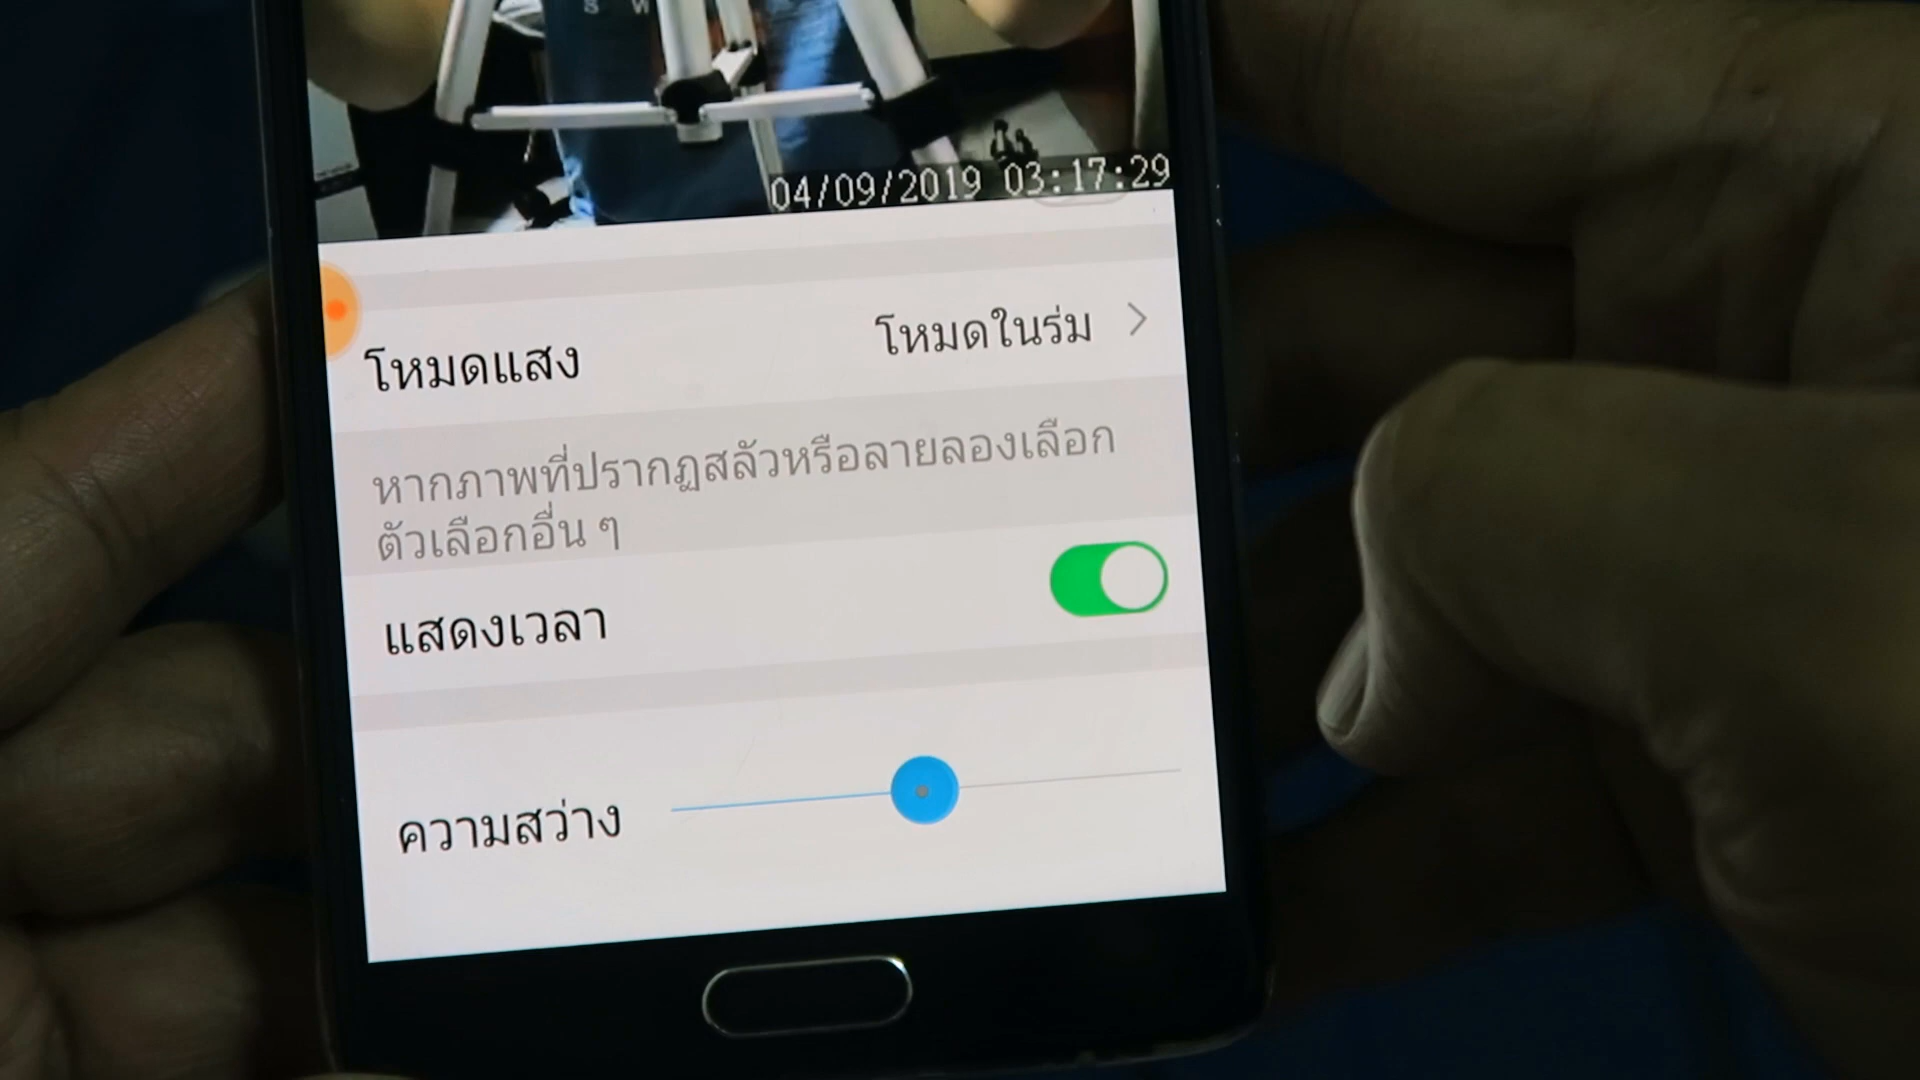 S W
04/09/2019 03:17:29
โหมดแสง โหมดในร่ม
หากภาพที่ปรากฏสลัวหรือลายลองเลือก
ตัวเลือกอื่น ๆ
แสดงเวลา
ความสว่าง